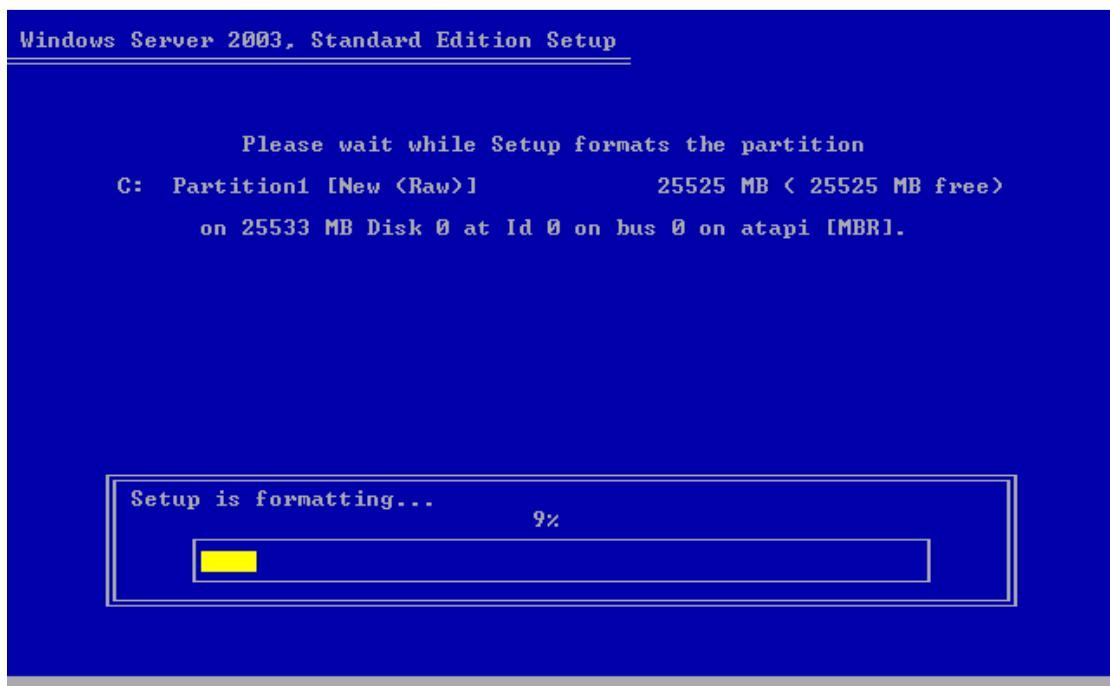 Windows Server 2003, Standard Edition Setup
Please wait while Setup formats the partition
C: Partition1 [New (Raw)] 25525 MB ( 25525 MB free)
on 25533 MB Disk 0 at Id 0 on bus 0 on atapi [MBR].
Setup is formatting...
9%